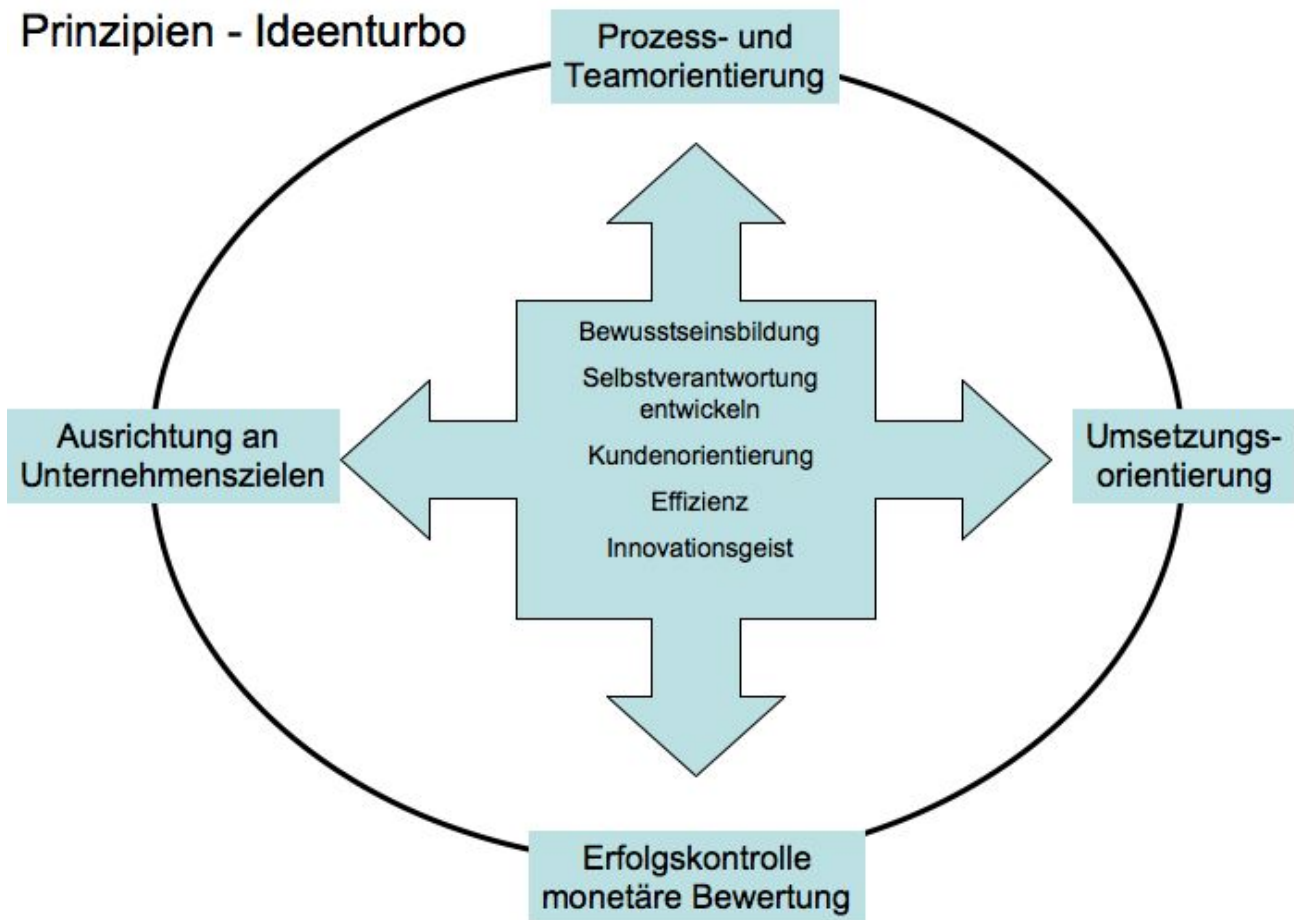 Prinzipien - Ideenturbo
Prozess- und
Teamorientierung
Bewusstseinsbildung
Selbstverantwortung
entwickeln
Kundenorientierung
Effizienz
Innovationsgeist
Ausrichtung an
Unternehmenszielen
Umsetzungs-
orientierung
Erfolgskontrolle
monetäre Bewertung